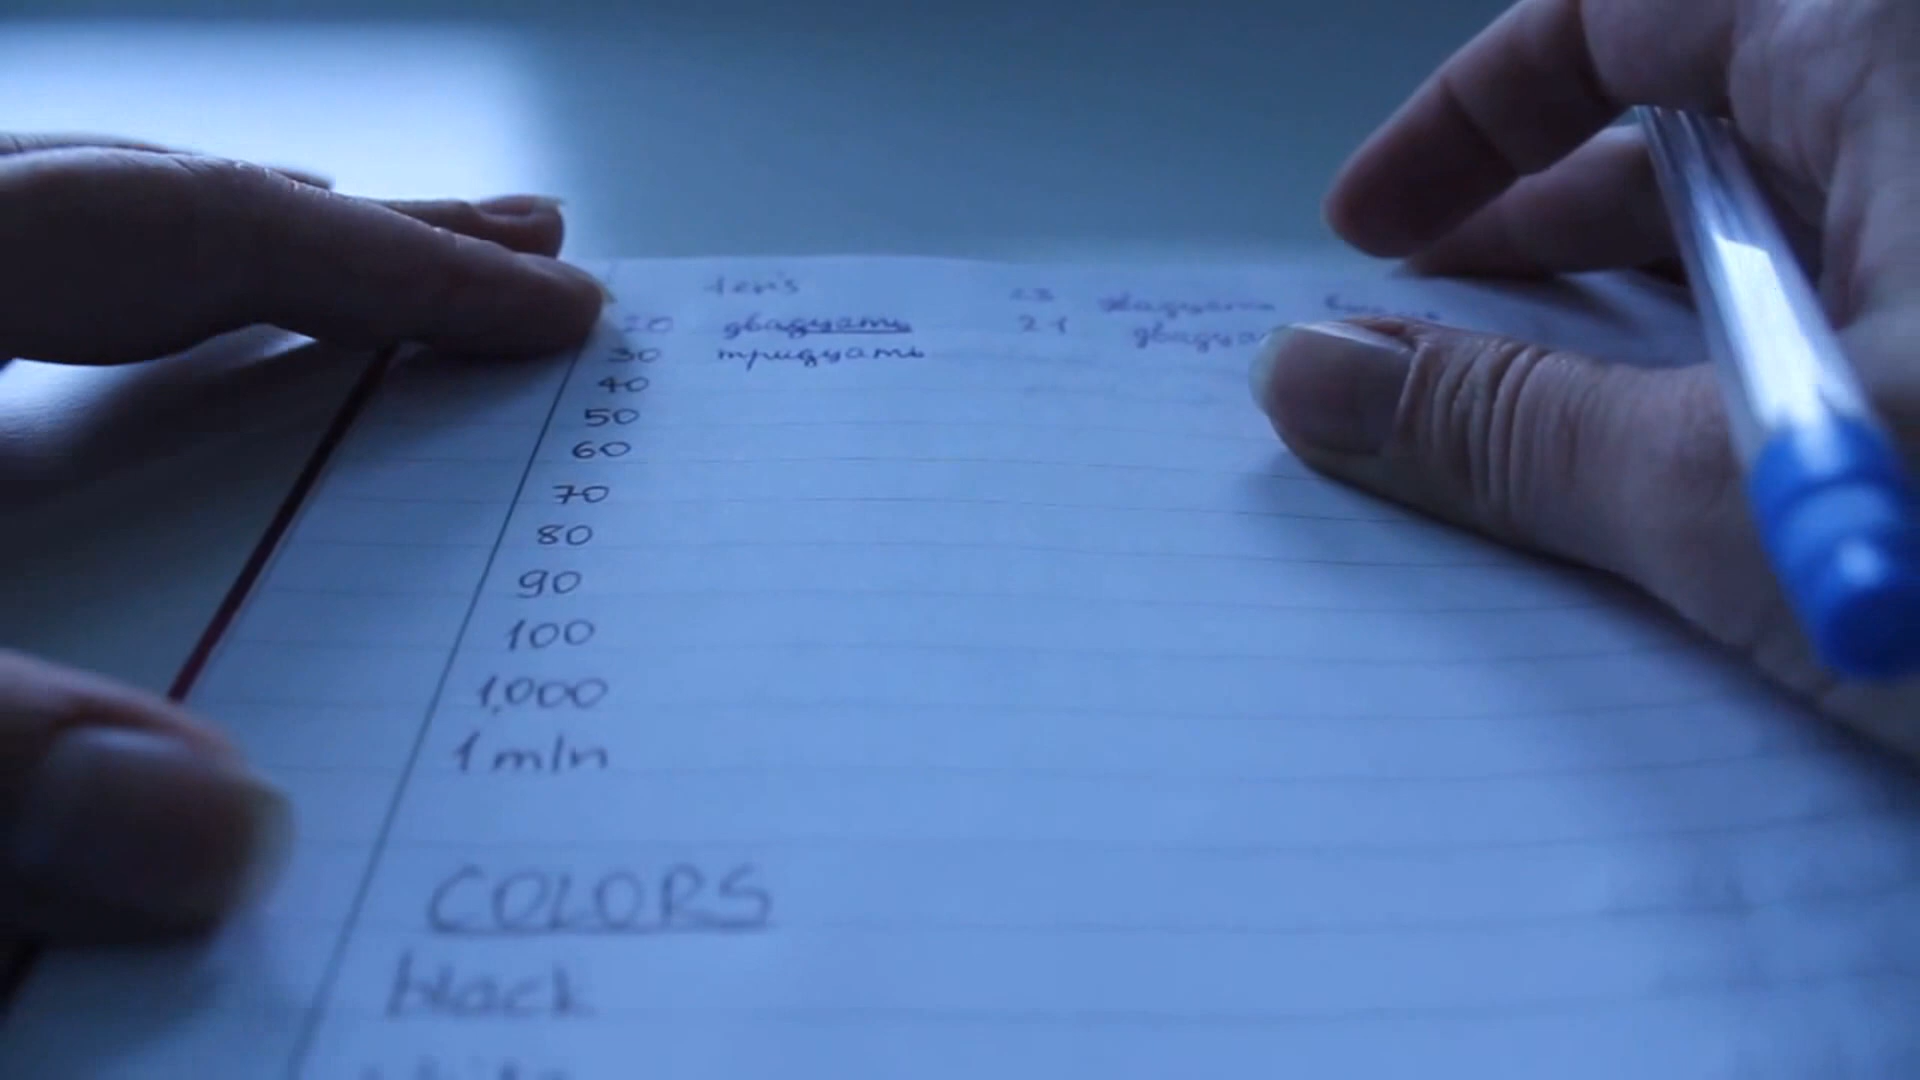 ten's
20 двадцать
21 двадца
30 тридцать
40
50
60
70
80
90
100
1,000
1 mln
COLORS
black